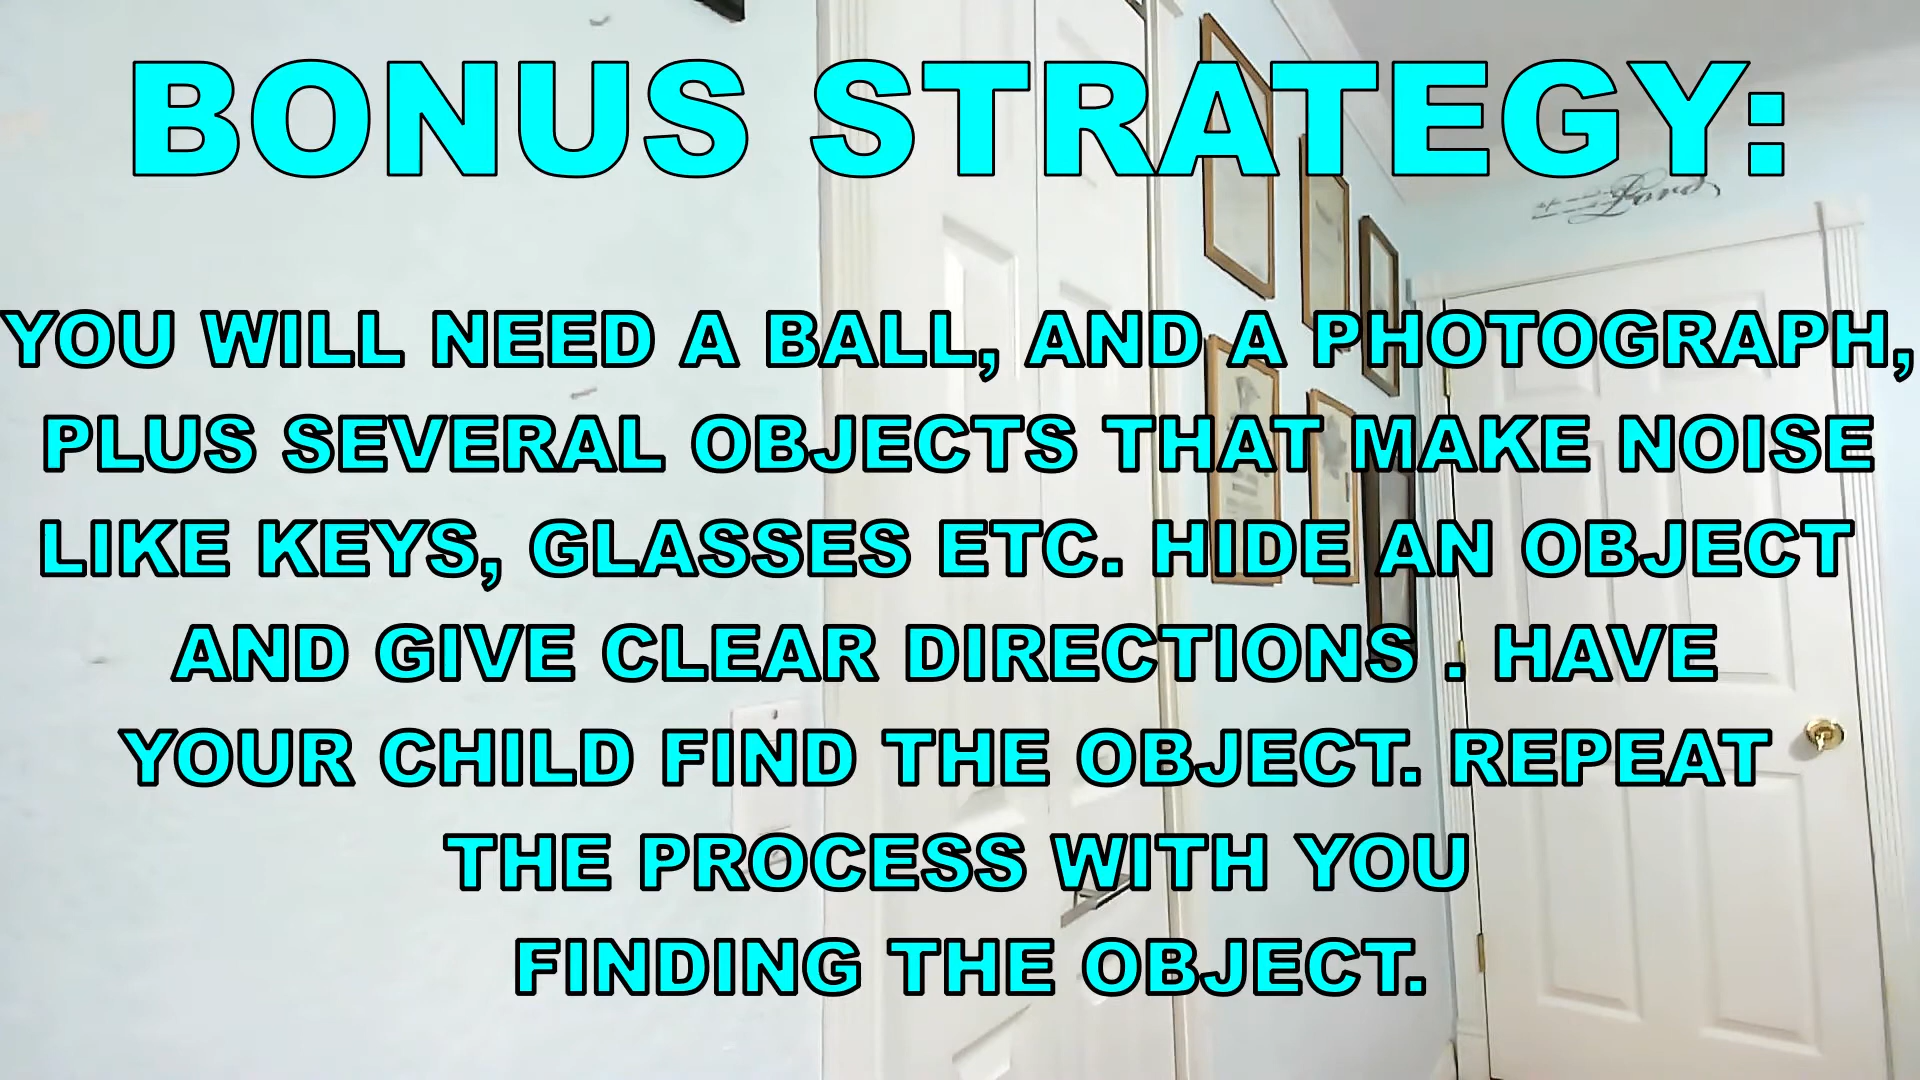 BONUS STRATEGY:
YOU WILL NEED A BALL, AND A PHOTOGRAPH,
PLUS SEVERAL OBJECTS THAT MAKE NOISE
LIKE KEYS, GLASSES ETC. HIDE AN OBJECT
AND GIVE CLEAR DIRECTIONS . HAVE
YOUR CHILD FIND THE OBJECT. REPEAT
THE PROCESS WITH YOU
FINDING THE OBJECT.